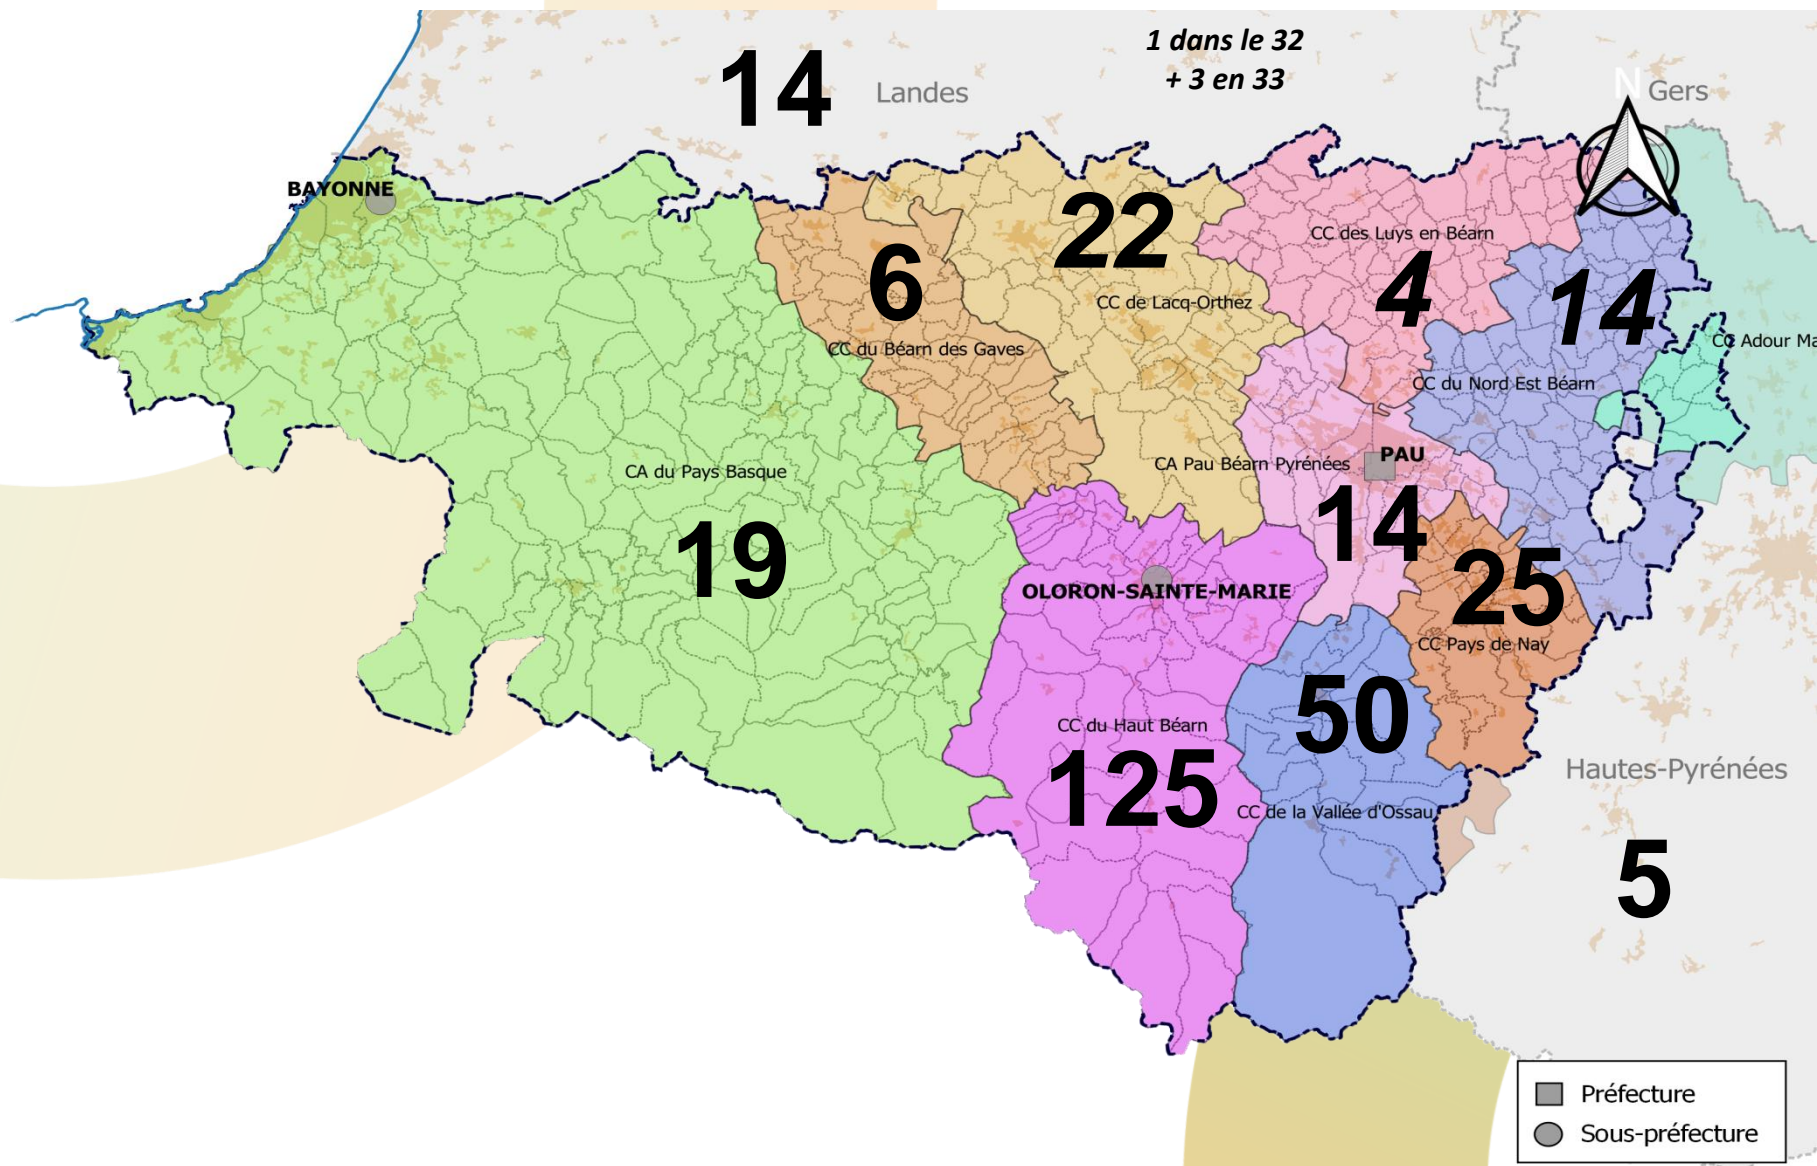 1 dans le 32
+ 3 en 33
14
Landes
N
Gers
BAYONNE
22
CC des Luys en Béarn
6
4
14
CC de Lacq-Orthez
CC du Béarn des Gaves
CC Adour Ma
CC du Nord Est Béarn
PAU
CA Pau Béarn Pyrénées
CA du Pays Basque
14
19
25
OLORON-SAINTE-MARIE
CC Pays de Nay
50
CC du Haut Béarn
125
Hautes-Pyrénées
CC de la Vallée d'Ossau
5
Préfecture
Sous-préfecture